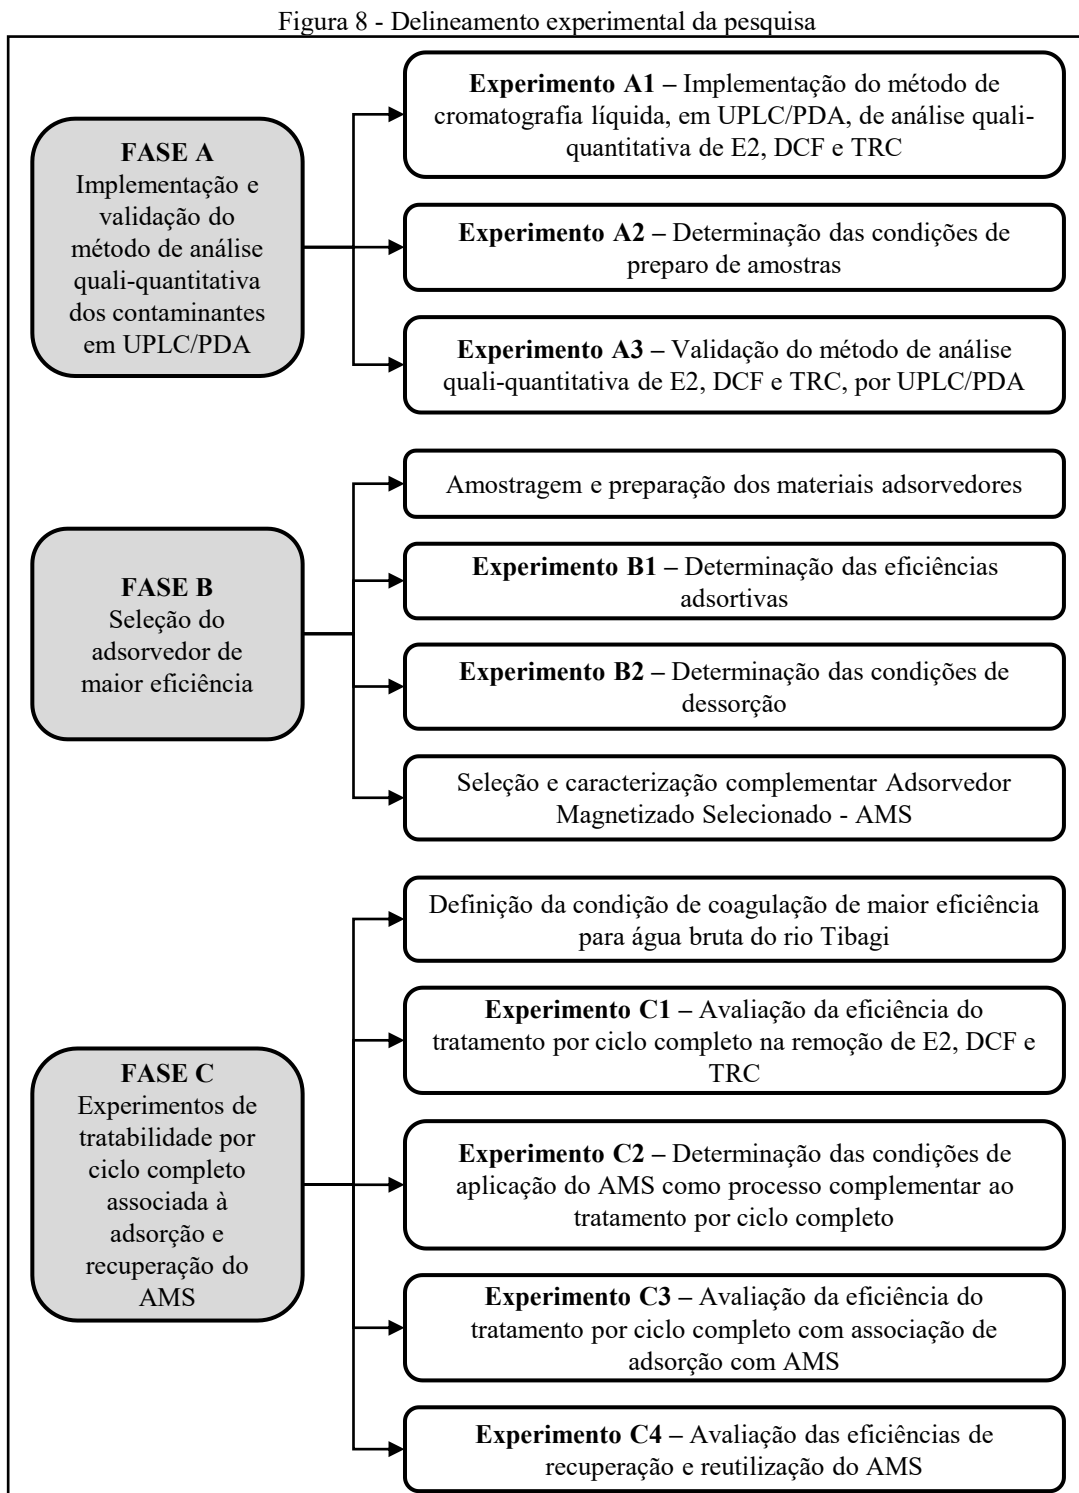 Figura 8 - Delineamento experimental da pesquisa
FASE A
Implementação e
validação do
método de análise
quali-quantitativa
dos contaminantes
em UPLC/PDA
Experimento A1 – Implementação do método de
cromatografia líquida, em UPLC/PDA, de análise quali-
quantitativa de E2, DCF e TRC
Experimento A2 – Determinação das condições de
preparo de amostras
Experimento A3 – Validação do método de análise
quali-quantitativa de E2, DCF e TRC, por UPLC/PDA
FASE B
Seleção do
adsorvedor de
maior eficiência
Amostragem e preparação dos materiais adsorvedores
Experimento B1 – Determinação das eficiências
adsortivas
Experimento B2 – Determinação das condições de
dessorção
Seleção e caracterização complementar Adsorvedor
Magnetizado Selecionado - AMS
FASE C
Experimentos de
tratabilidade por
ciclo completo
associada à
adsorção e
recuperação do
AMS
Definição da condição de coagulação de maior eficiência
para água bruta do rio Tibagi
Experimento C1 – Avaliação da eficiência do
tratamento por ciclo completo na remoção de E2, DCF e
TRC
Experimento C2 – Determinação das condições de
aplicação do AMS como processo complementar ao
tratamento por ciclo completo
Experimento C3 – Avaliação da eficiência do
tratamento por ciclo completo com associação de
adsorção com AMS
Experimento C4 – Avaliação das eficiências de
recuperação e reutilização do AMS